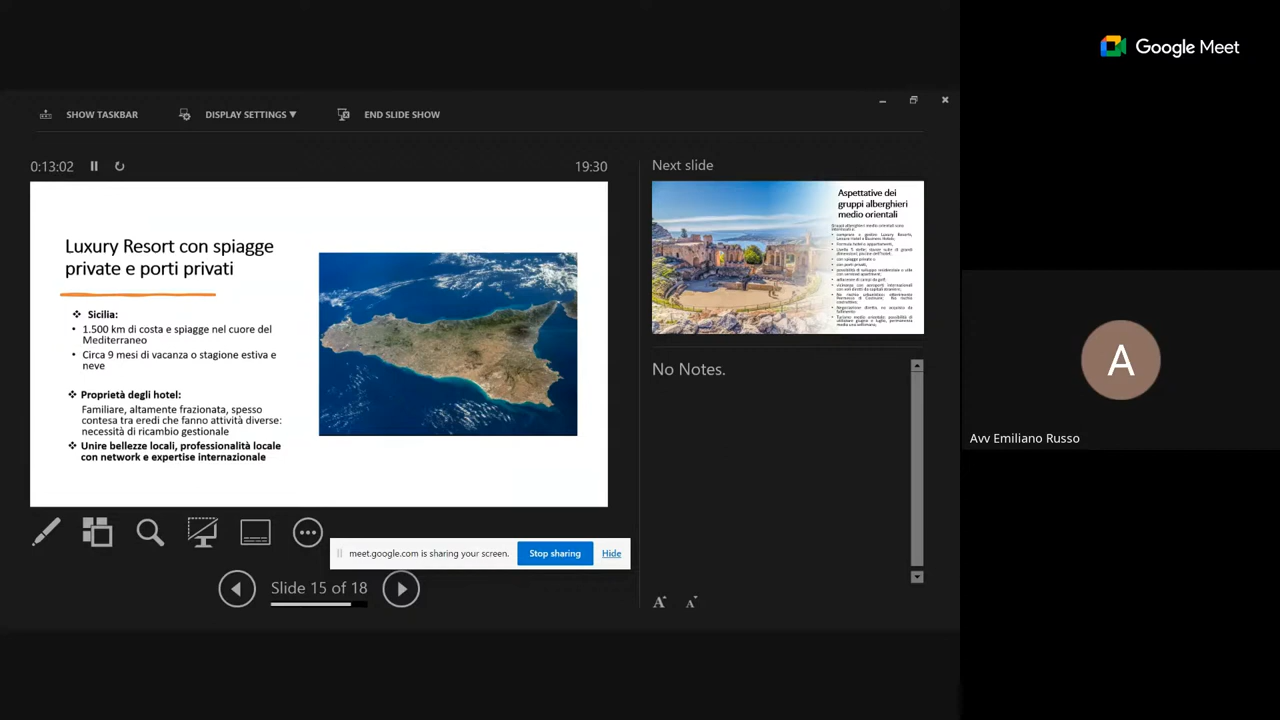 Google Meet
SHOW TASKBAR
DISPLAY SETTINGS
END SLIDE SHOW
0:13:02
19:30
Luxury Resort con spiagge
private e porti privati
Sicilia:
1.500 km di coste e spiagge nel cuore del
Mediterraneo
Circa 9 mesi di vacanza o stagione estiva e
neve
Proprietà degli hotel:
Familiare, altamente frazionata, spesso
contesa tra eredi che fanno attività diverse:
necessità di ricambio gestionale
Unire bellezze locali, professionalità locale
con network e expertise internazionale
meet.google.com is sharing your screen.
Stop sharing
Hide
Slide 15 of 18
Next slide
Aspettative dei
gruppi alberghieri
medio orientali
No Notes.
A
A
A
Avv Emiliano Russo